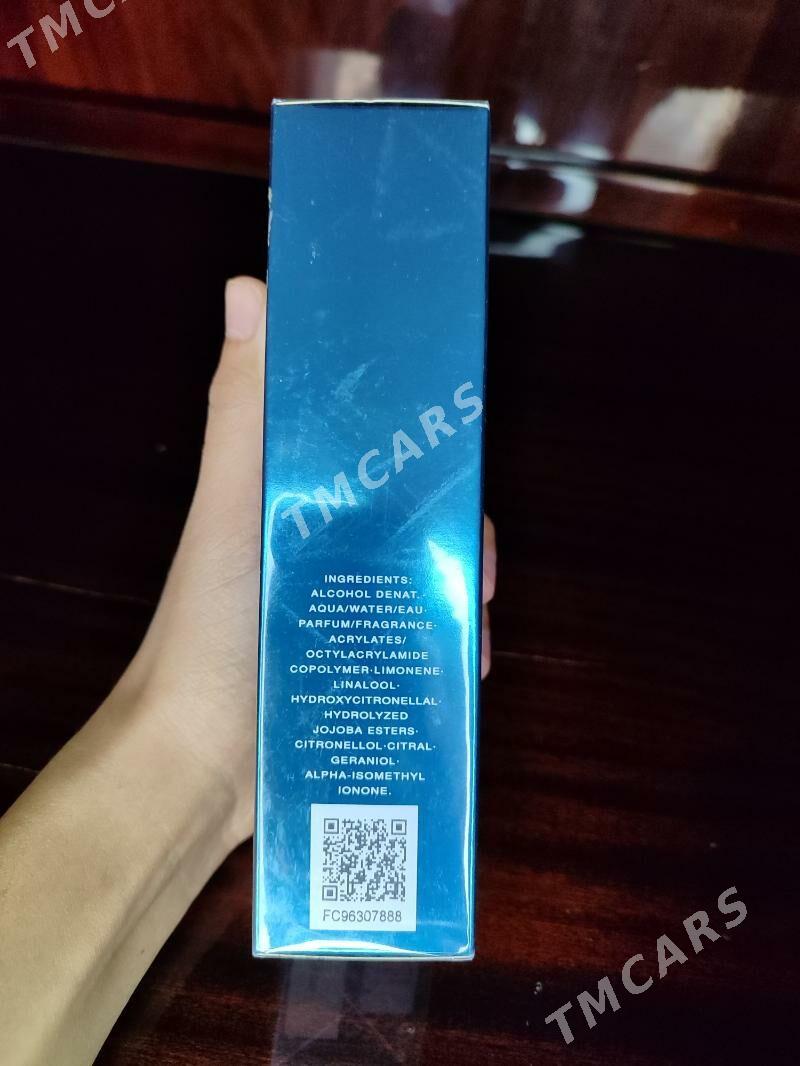 TMCARS
TMCARS
INGREDIENTS:
ALCOHOL DENAT.·
AQUA/WATER/EAU·
PARFUM/FRAGRANCE·
ACRYLATES/
OCTYLACRYLAMIDE
COPOLYMER·LIMONENE·
LINALOOL·
HYDROXYCITRONELLAL·
HYDROLYZED
JOJOBA ESTERS·
CITRONELLOL·CITRAL·
GERANIOL·
ALPHA-ISOMETHYL
IONONE.
FC96307888
TMCARS